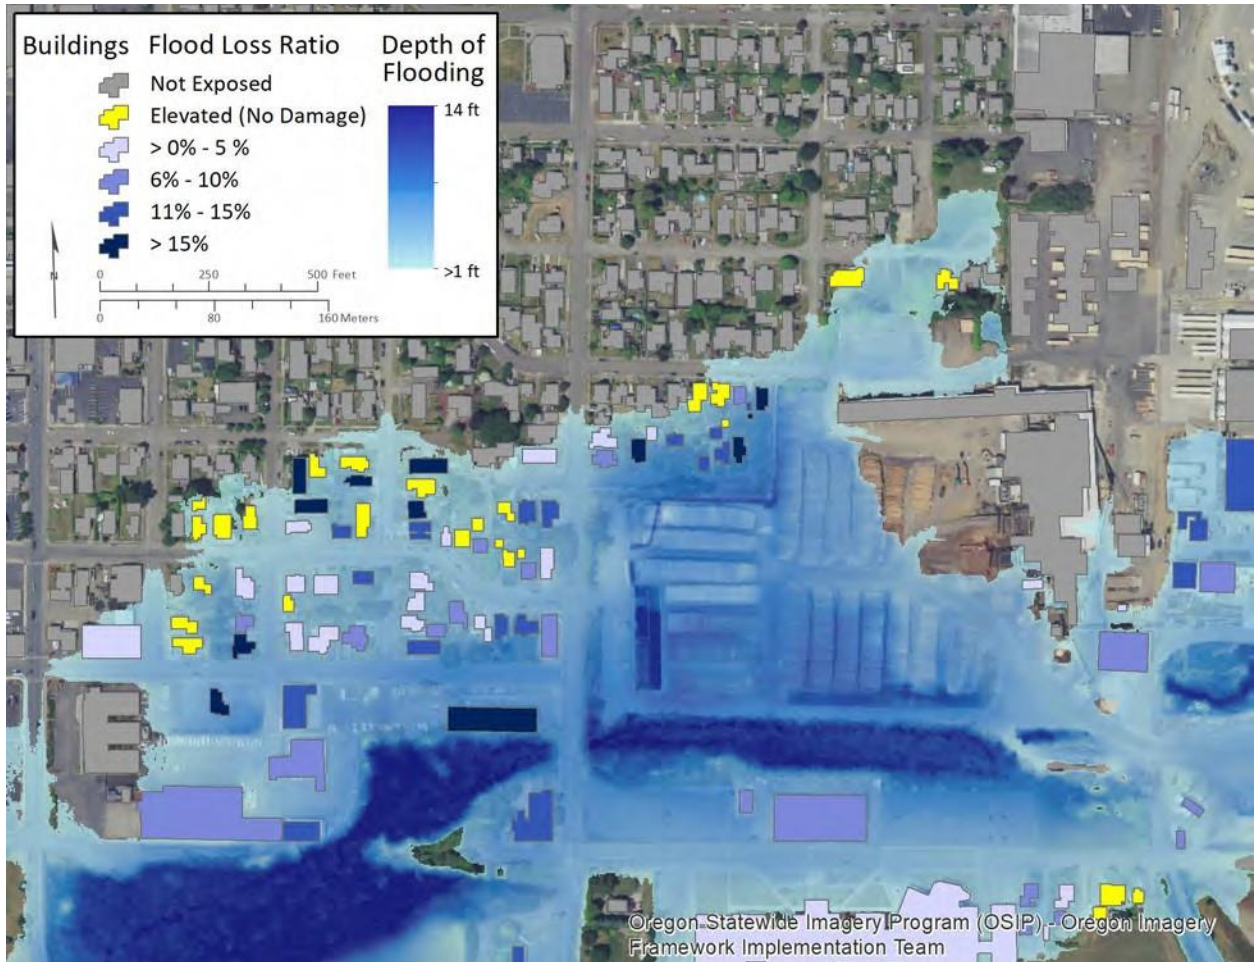 Buildings Flood Loss Ratio
Depth of
Flooding
Not Exposed
Elevated (No Damage)
> 0% - 5 %
6% - 10%
11% - 15%
> 15%
14 ft
>1 ft
N
0 250 500 Feet
0 80 160 Meters
Oregon Statewide Imagery Program (OSIP) - Oregon Imagery
Framework Implementation Team